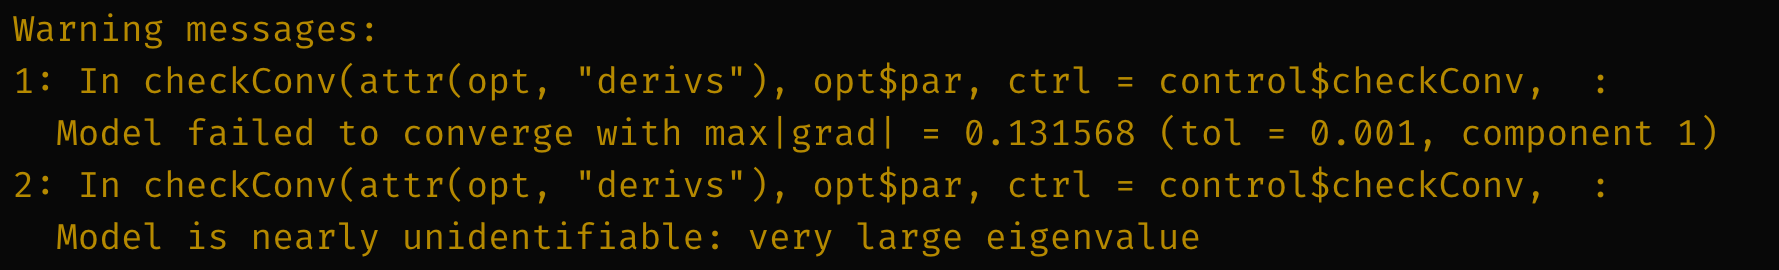 Warning messages:
1: In checkConv(attr(opt, "derivs"), opt$par, ctrl = control$checkConv,  :
  Model failed to converge with max|grad| = 0.131568 (tol = 0.001, component 1)
2: In checkConv(attr(opt, "derivs"), opt$par, ctrl = control$checkConv,  :
  Model is nearly unidentifiable: very large eigenvalue